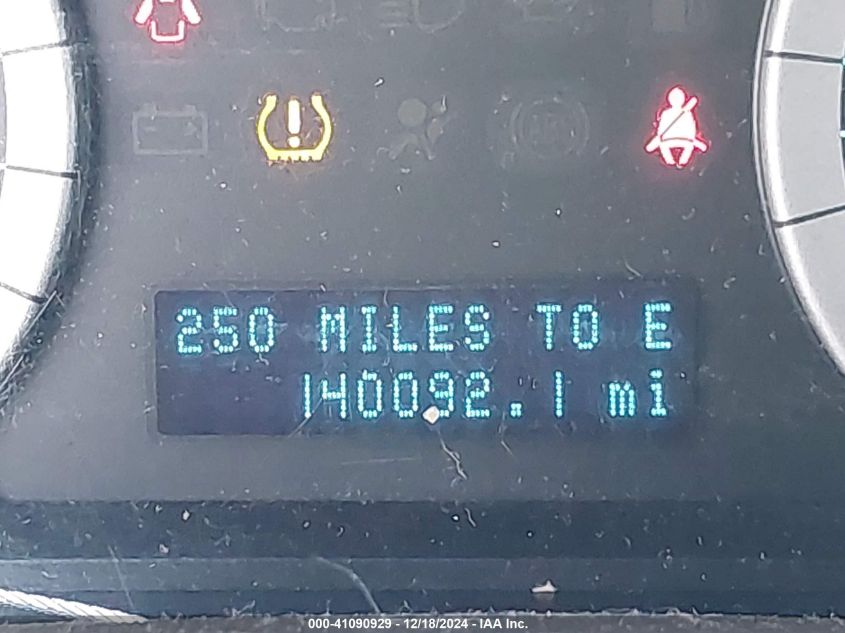 250 MILES TO E
140092.1 mi
000-41090929 - 12/18/2024 - IAA Inc.